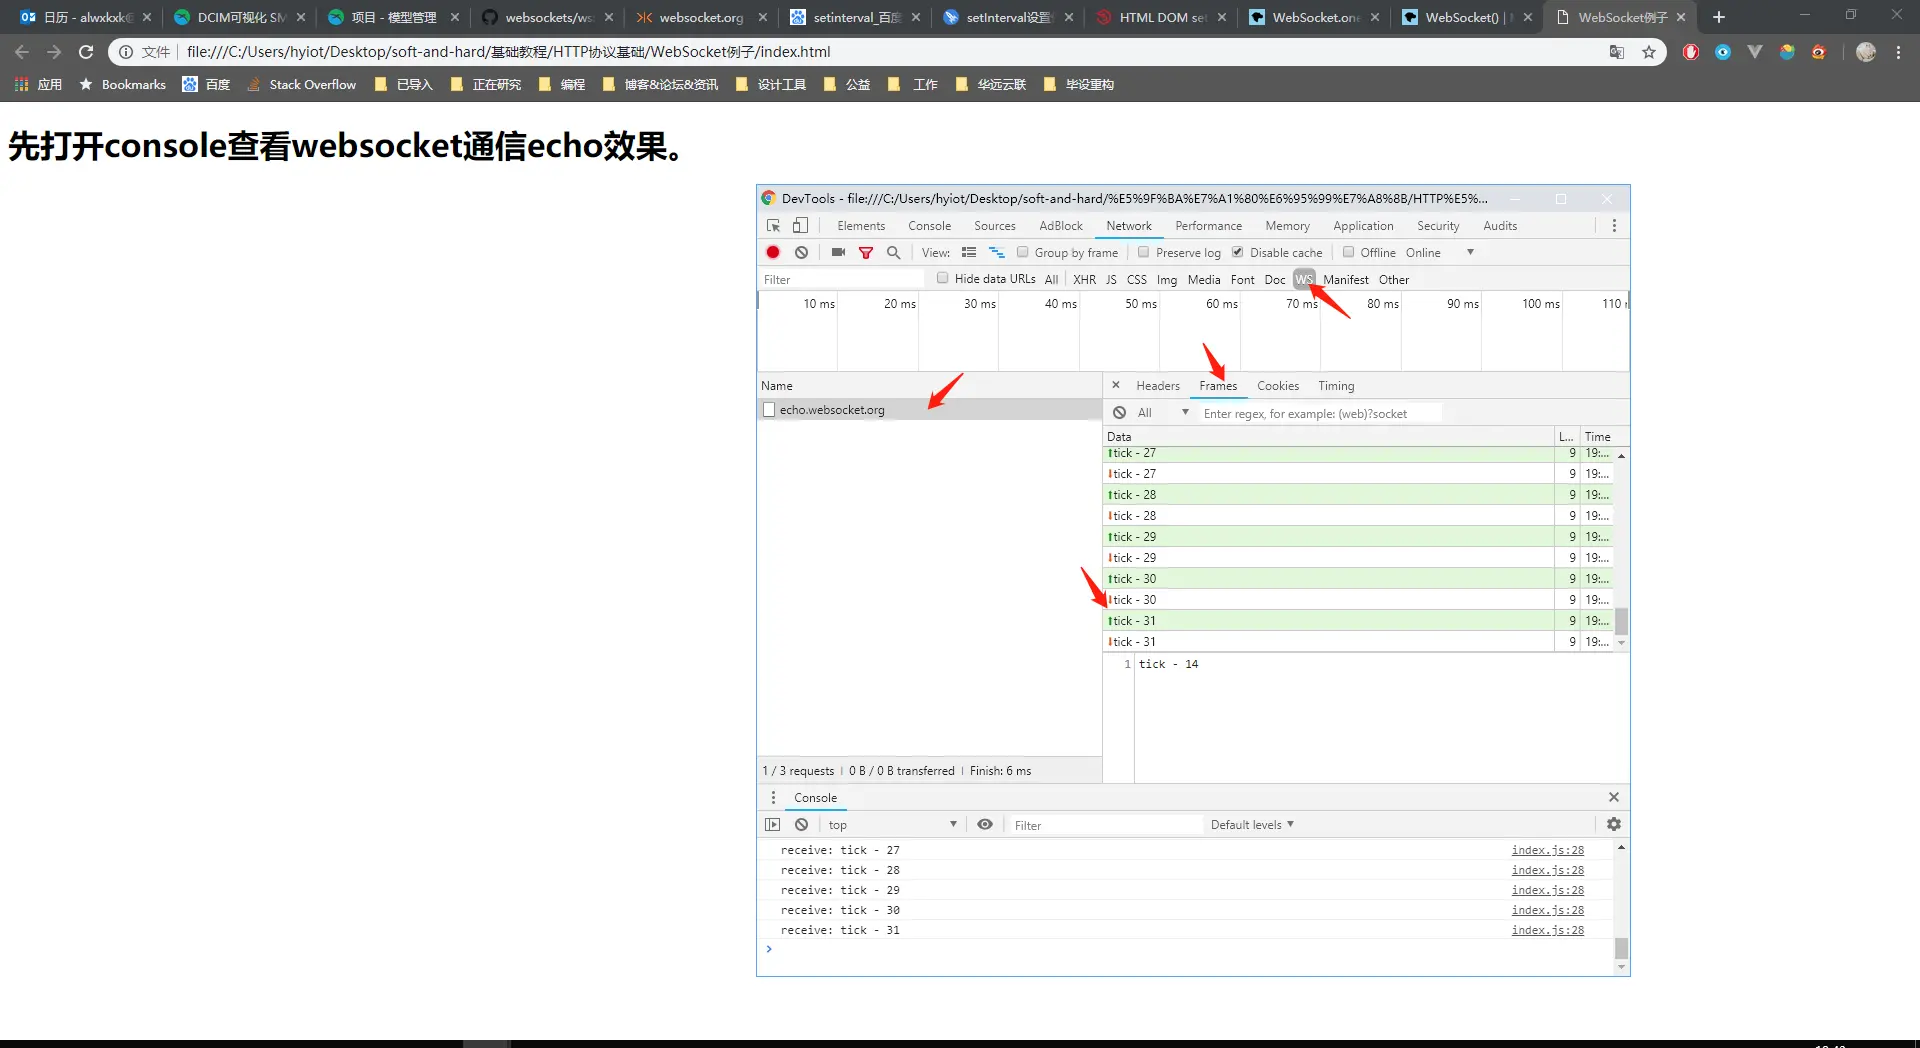 日历 - alwxkxk@
DCIM可视化 SM
项目 - 模型管理
websockets/ws
websocket.org
setinterval_百度
setInterval设置
HTML DOM se
WebSocket.on
WebSocket() |
WebSocket例子
文件 file:///C:/Users/hyiot/Desktop/soft-and-hard/基础教程/HTTP协议基础/WebSocket例子/index.html
应用 Bookmarks 百度 Stack Overflow 已导入 正在研究 编程 博客&论坛&资讯 设计工具 公益 工作 华远云联 毕设重构
先打开console查看websocket通信echo效果。
DevTools - file:///C:/Users/hyiot/Desktop/soft-and-hard/%E5%9F%BA%E7%A1%80%E6%95%99%E7%A8%8B/HTTP%E5%...
Elements Console Sources AdBlock Network Performance Memory Application Security Audits
View: Group by frame Preserve log Disable cache Offline Online
Filter Hide data URLs All XHR JS CSS Img Media Font Doc WS Manifest Other
10 ms 20 ms 30 ms 40 ms 50 ms 60 ms 70 ms 80 ms 90 ms 100 ms 110
Name
echo.websocket.org
Headers Frames Cookies Timing
All Enter regex, for example: (web)?socket
Data L... Time
tick - 27 9 19:...
tick - 27 9 19:...
tick - 28 9 19:...
tick - 28 9 19:...
tick - 29 9 19:...
tick - 29 9 19:...
tick - 30 9 19:...
tick - 30 9 19:...
tick - 31 9 19:...
tick - 31 9 19:...
1 tick - 14
1 / 3 requests | 0 B / 0 B transferred | Finish: 6 ms
Console
top Filter Default levels
receive: tick - 27 index.js:28
receive: tick - 28 index.js:28
receive: tick - 29 index.js:28
receive: tick - 30 index.js:28
receive: tick - 31 index.js:28